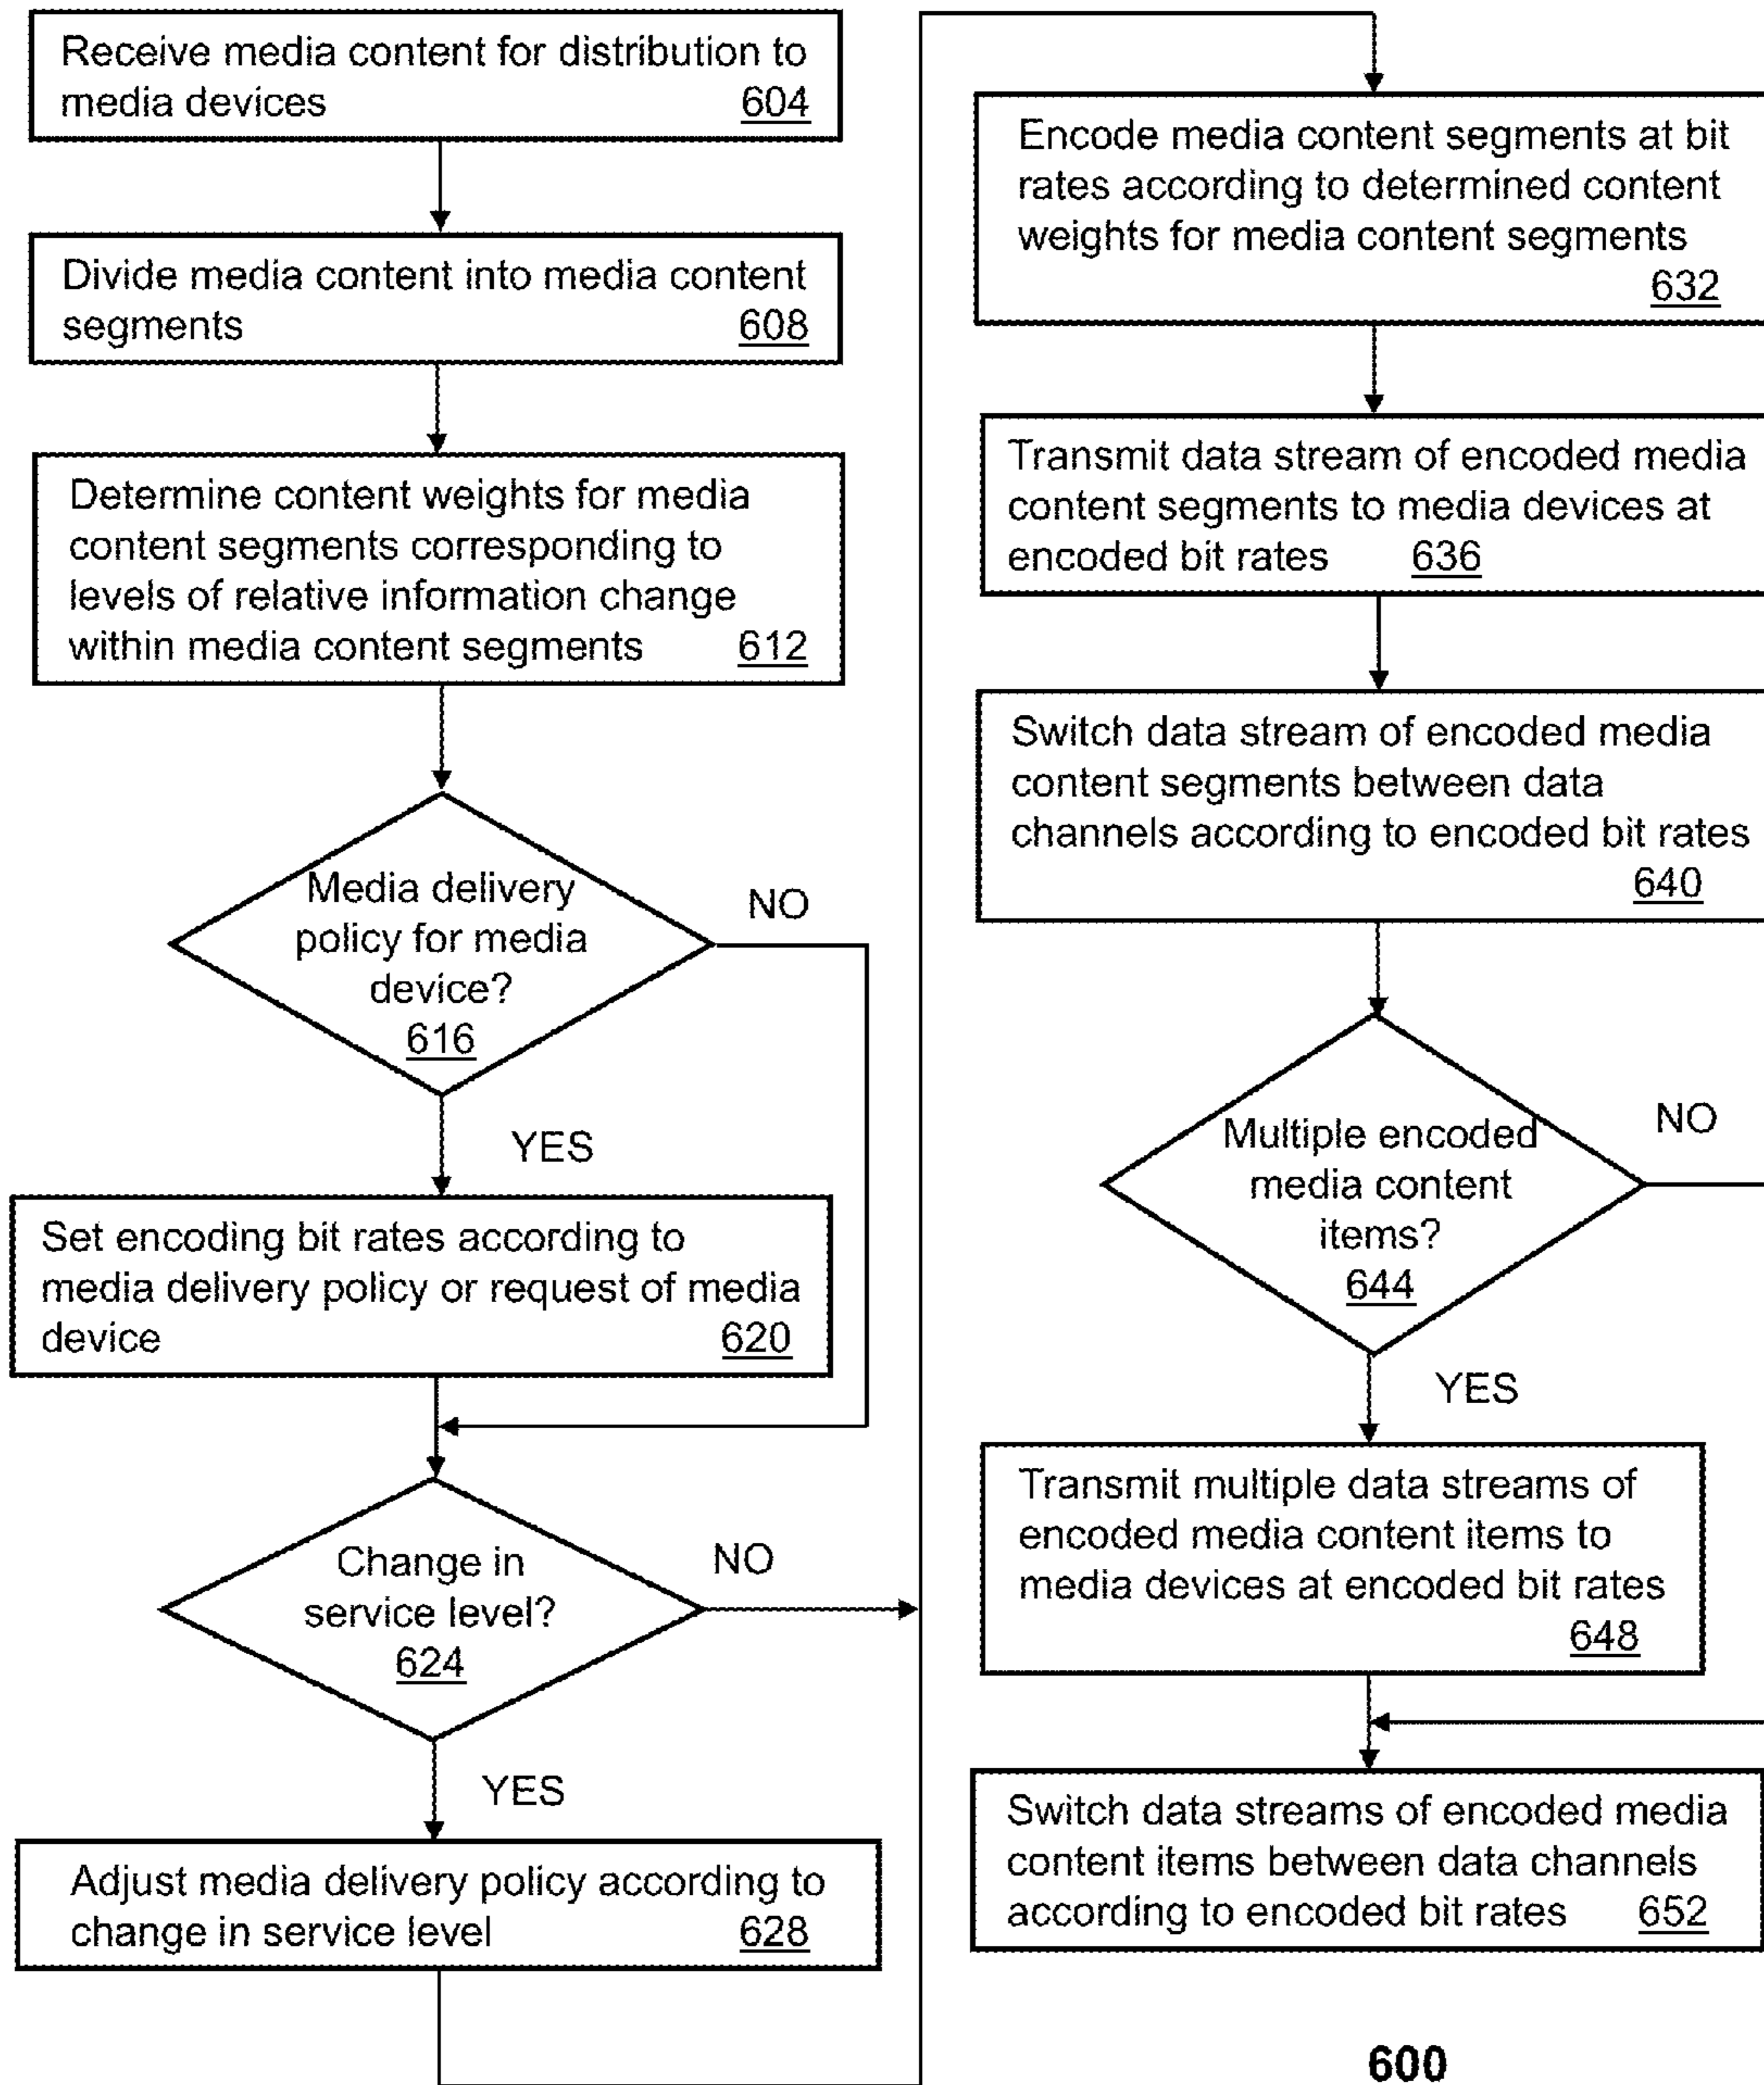 Receive media content for distribution to
media devices 604
Divide media content into media content
segments 608
Determine content weights for media
content segments corresponding to
levels of relative information change
within media content segments 612
Media delivery
policy for media
device?
616
NO
YES
Set encoding bit rates according to
media delivery policy or request of media
device 620
Change in
service level?
624
NO
YES
Adjust media delivery policy according to
change in service level 628
Encode media content segments at bit
rates according to determined content
weights for media content segments
632
Transmit data stream of encoded media
content segments to media devices at
encoded bit rates 636
Switch data stream of encoded media
content segments between data
channels according to encoded bit rates
640
Multiple encoded
media content
items?
644
NO
YES
Transmit multiple data streams of
encoded media content items to
media devices at encoded bit rates
648
Switch data streams of encoded media
content items between data channels
according to encoded bit rates 652
600